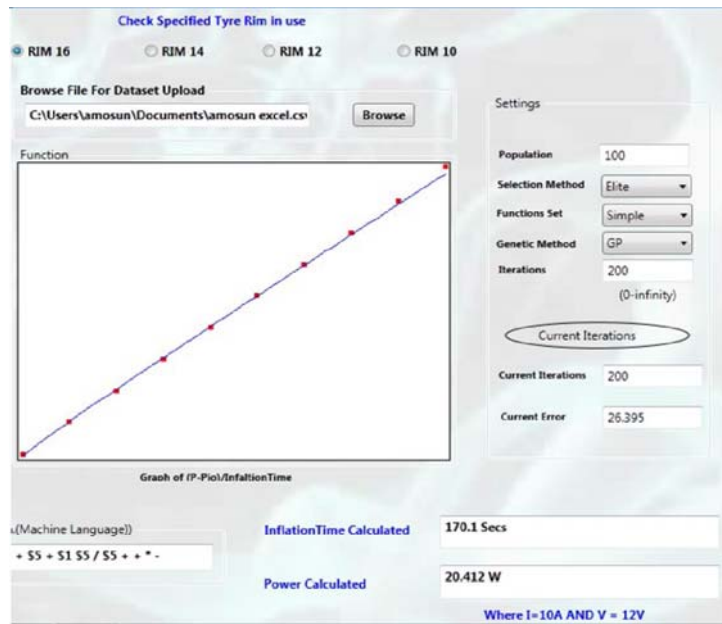 Check Specified Tyre Rim in use
RIM 16 RIM 14 RIM 12 RIM 10
Browse File For Dataset Upload
C:\Users\amosun\Documents\amosun excel.csv
Browse
Function
Graph of (P-Pio)/InfaltionTime
Settings
Population 100
Selection Method Elite
Functions Set Simple
Genetic Method GP
Iterations 200
(0-infinity)
Current Iterations
Current Iterations 200
Current Error 26.395
(Machine Language))
+ $5 + $1 $5 / $5 + + * -
InflationTime Calculated 170.1 Secs
Power Calculated 20.412 W
Where I=10A AND V = 12V